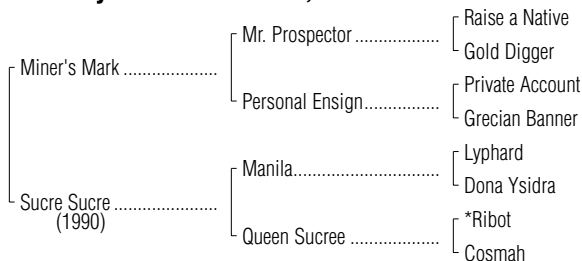 Raise a Native
Mr. Prospector
Gold Digger
Miner's Mark
Private Account
Personal Ensign
Grecian Banner
Lyphard
Manila
Dona Ysidra
Sucre Sucre
(1990)
*Ribot
Queen Sucree
Cosmah